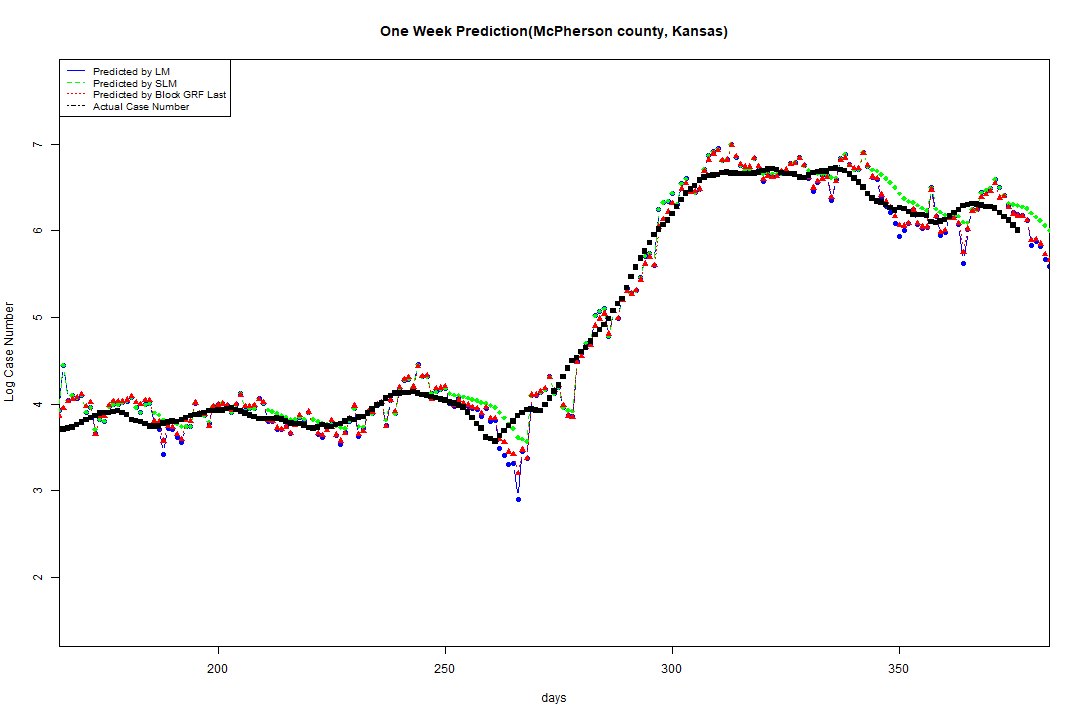 One Week Prediction(McPherson county, Kansas)
Predicted by LM
Predicted by SLM
Predicted by Block GRF Last
Actual Case Number
7
6
5
4
3
2
Log Case Number
200 250 300 350
days